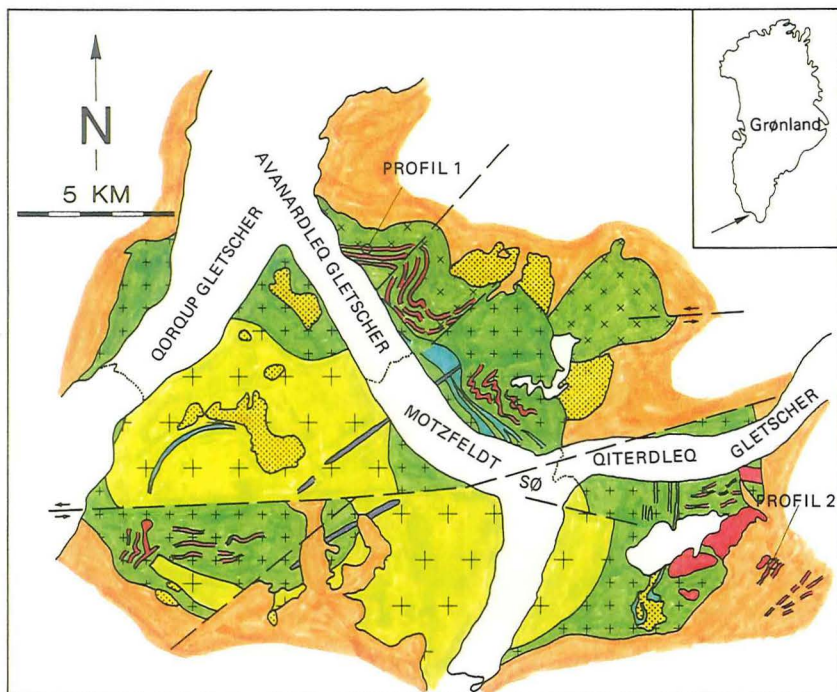 N
5 KM
Grønland
PROFIL 1
AVANARDLEQ GLETSCHER
QORQUP GLETSCHER
MOTZFELDT
SØ
QITERDLEQ
GLETSCHER
PROFIL 2